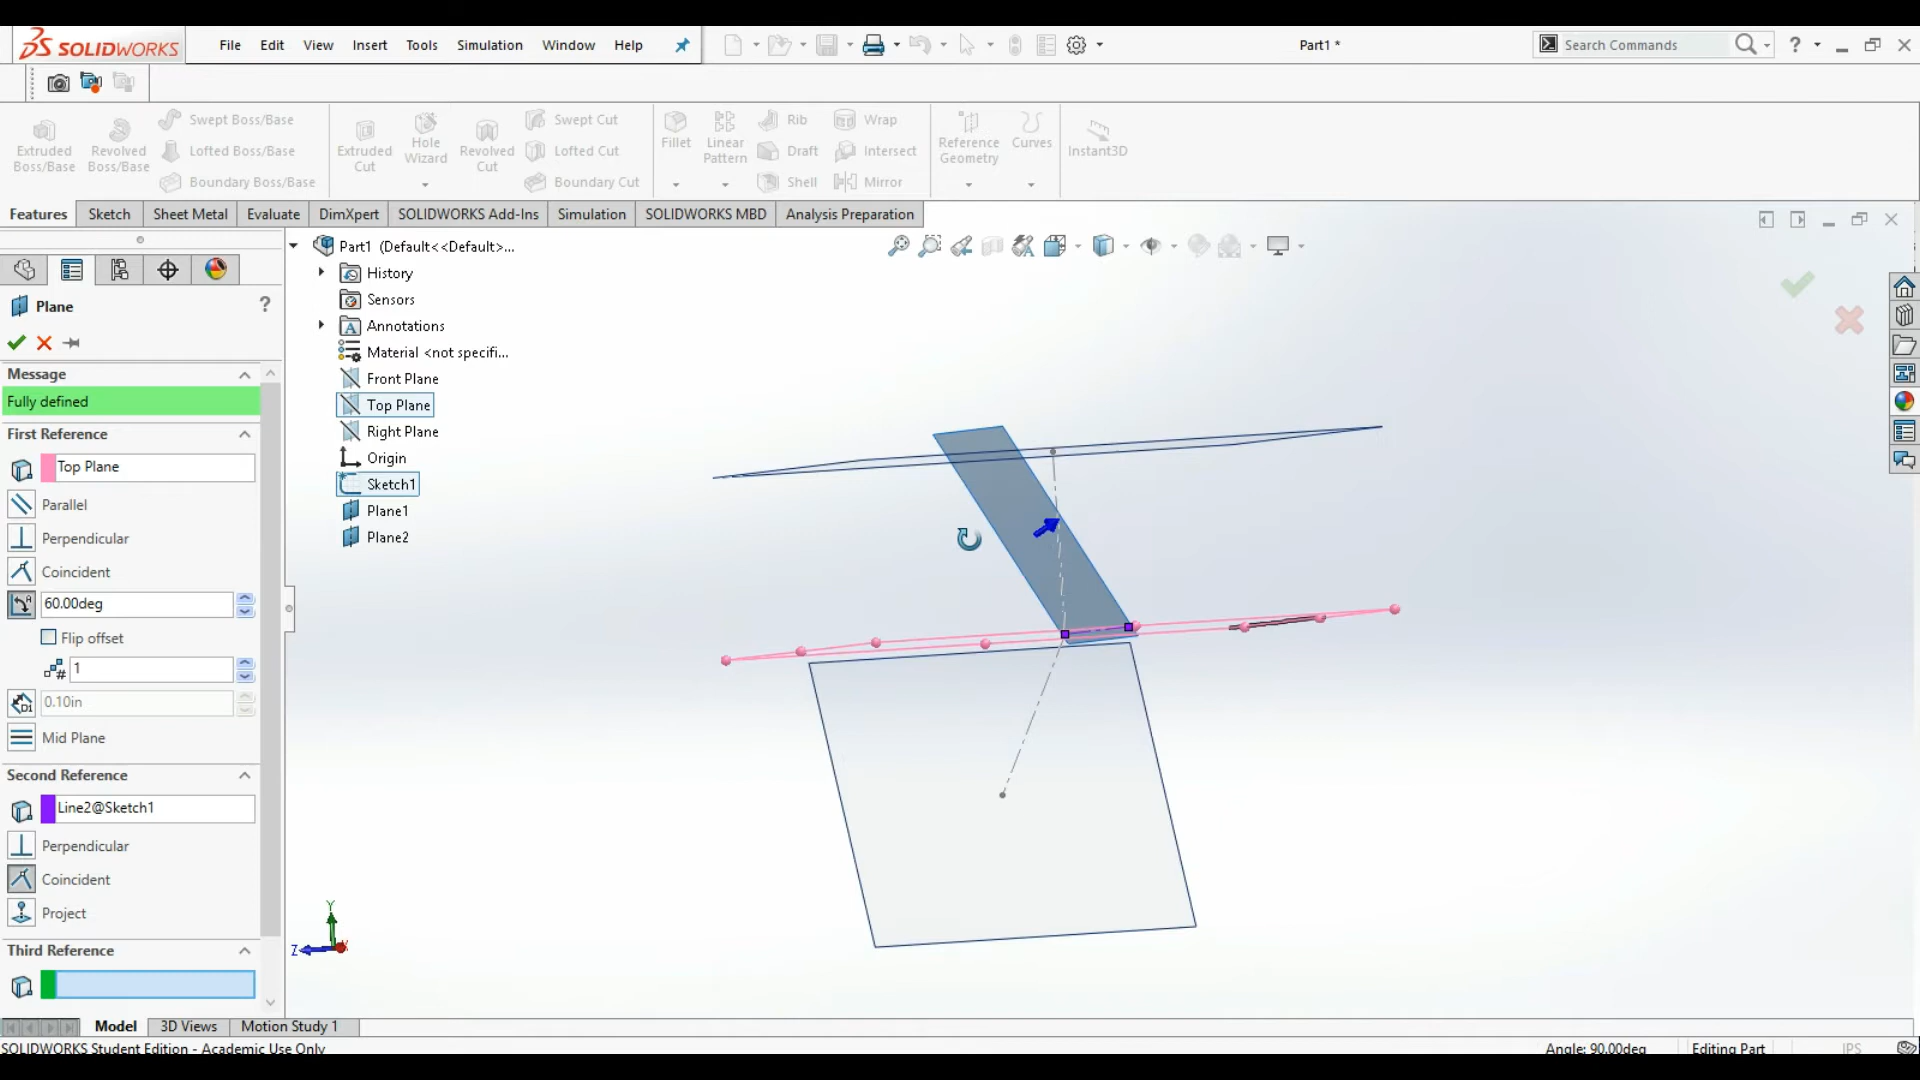 SOLIDWORKS
File Edit View Insert Tools Simulation Window Help
Part1 *
Search Commands
?
Extruded Boss/Base
Revolved Boss/Base
Swept Boss/Base
Lofted Boss/Base
Boundary Boss/Base
Extruded Cut
Hole Wizard
Revolved Cut
Swept Cut
Lofted Cut
Boundary Cut
Fillet
Linear Pattern
Rib
Draft
Shell
Wrap
Intersect
Mirror
Reference Geometry
Curves
Instant3D
Features Sketch Sheet Metal Evaluate DimXpert SOLIDWORKS Add-Ins Simulation SOLIDWORKS MBD Analysis Preparation
Part1 (Default<<Default>...
History
Sensors
Annotations
Material <not specifi...
Front Plane
Top Plane
Right Plane
Origin
Sketch1
Plane1
Plane2
Plane
?
Message
Fully defined
First Reference
Top Plane
Parallel
Perpendicular
Coincident
60.00deg
Flip offset
1
0.10in
Mid Plane
Second Reference
Line2@Sketch1
Perpendicular
Coincident
Project
Third Reference
Y
Z
Model 3D Views Motion Study 1
SOLIDWORKS Student Edition - Academic Use Only
Angle: 90.00deg
Editing Part
IPS